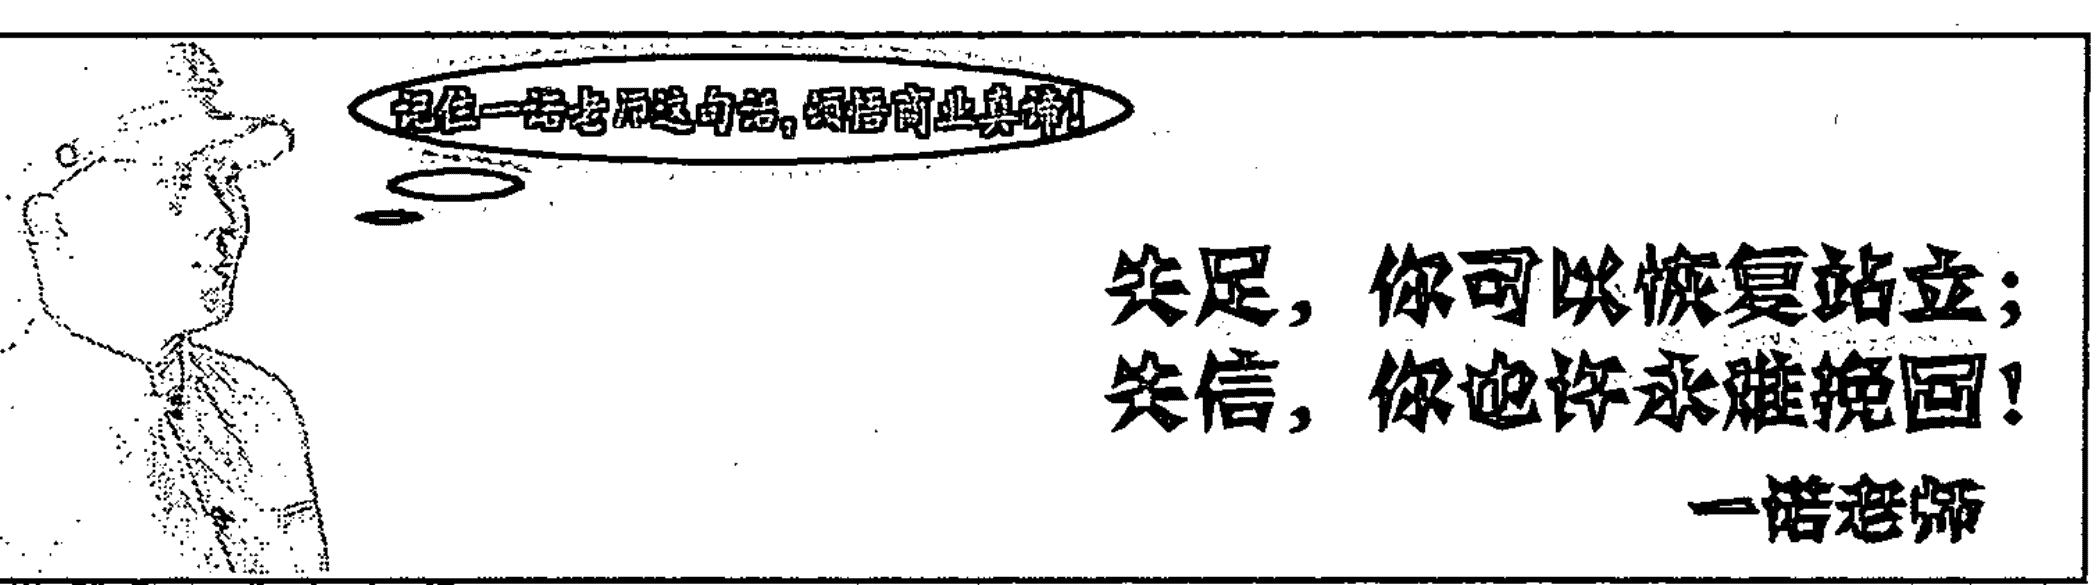 记住一诺老师这句话，领悟商业真谛！
失足，你可以恢复站立；
失信，你也许永难挽回！
一诺老师